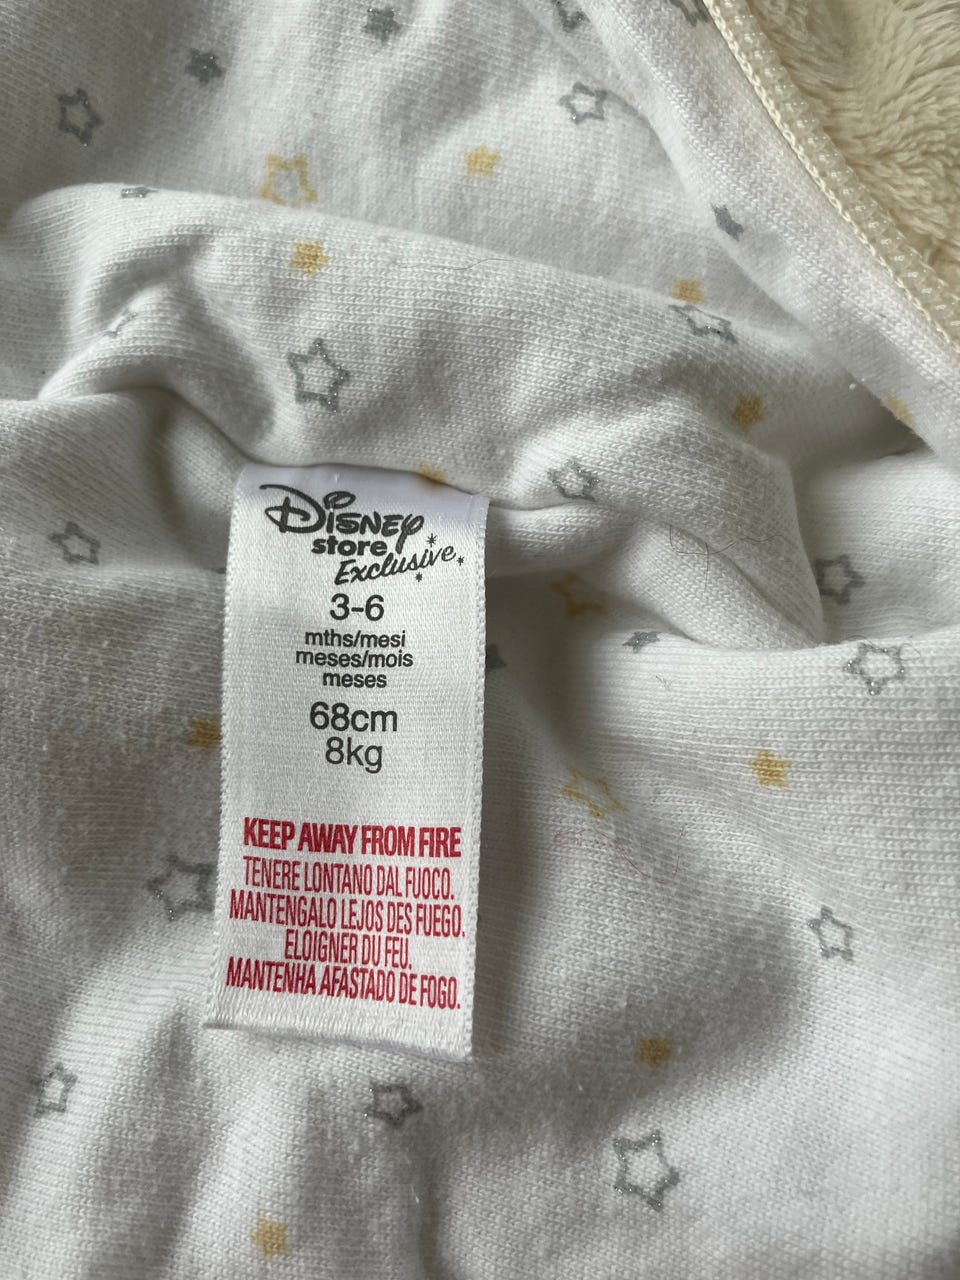 Disney
store
Exclusive
3-6
mths/mesi
meses/mois
meses
68cm
8kg
KEEP AWAY FROM FIRE
TENERE LONTANO DAL FUOCO.
MANTENGALO LEJOS DES FUEGO.
ELOIGNER DU FEU.
MANTENHA AFASTADO DE FOGO.